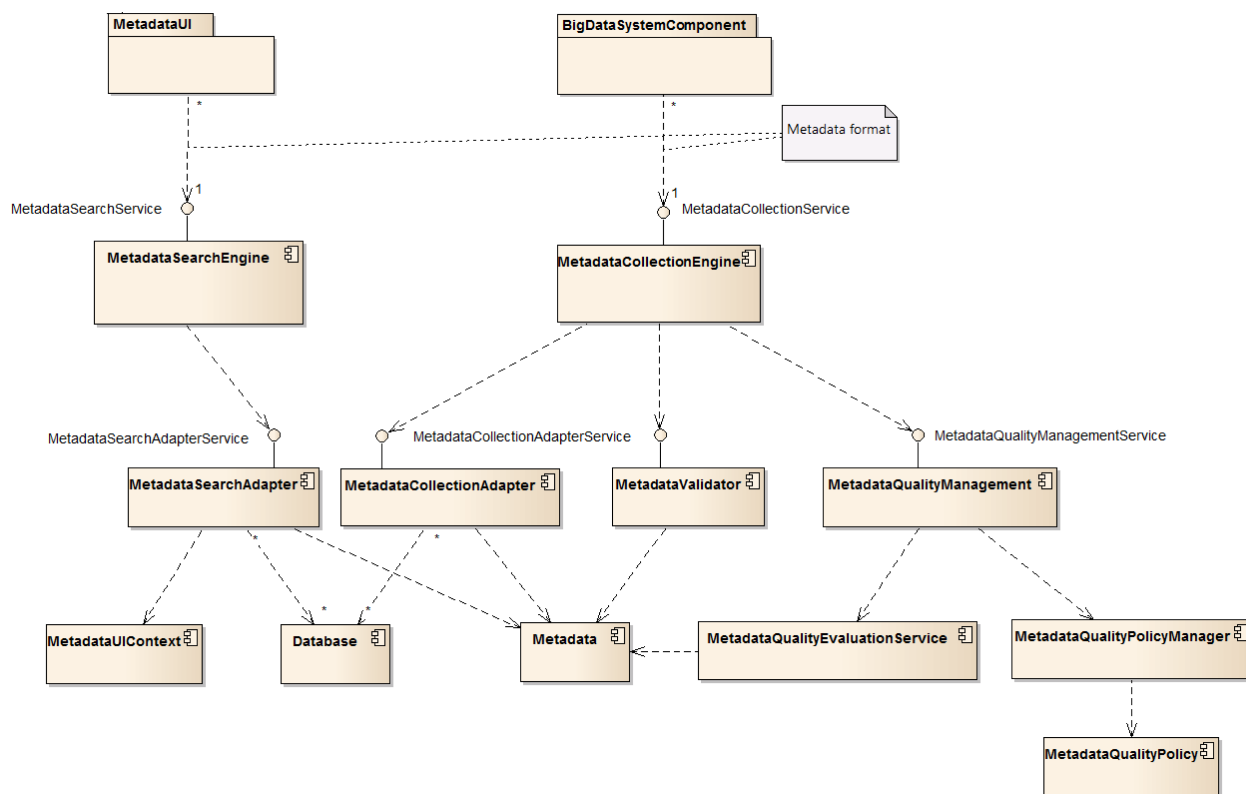 MetadataUI
BigDataSystemComponent
*
*
Metadata format
1
1
MetadataSearchService
MetadataCollectionService
MetadataSearchEngine
MetadataCollectionEngine
MetadataSearchAdapterService
MetadataCollectionAdapterService
MetadataQualityManagementService
MetadataSearchAdapter
MetadataCollectionAdapter
MetadataValidator
MetadataQualityManagement
*
*
*
*
MetadataUIContext
Database
Metadata
MetadataQualityEvaluationService
MetadataQualityPolicyManager
MetadataQualityPolicy